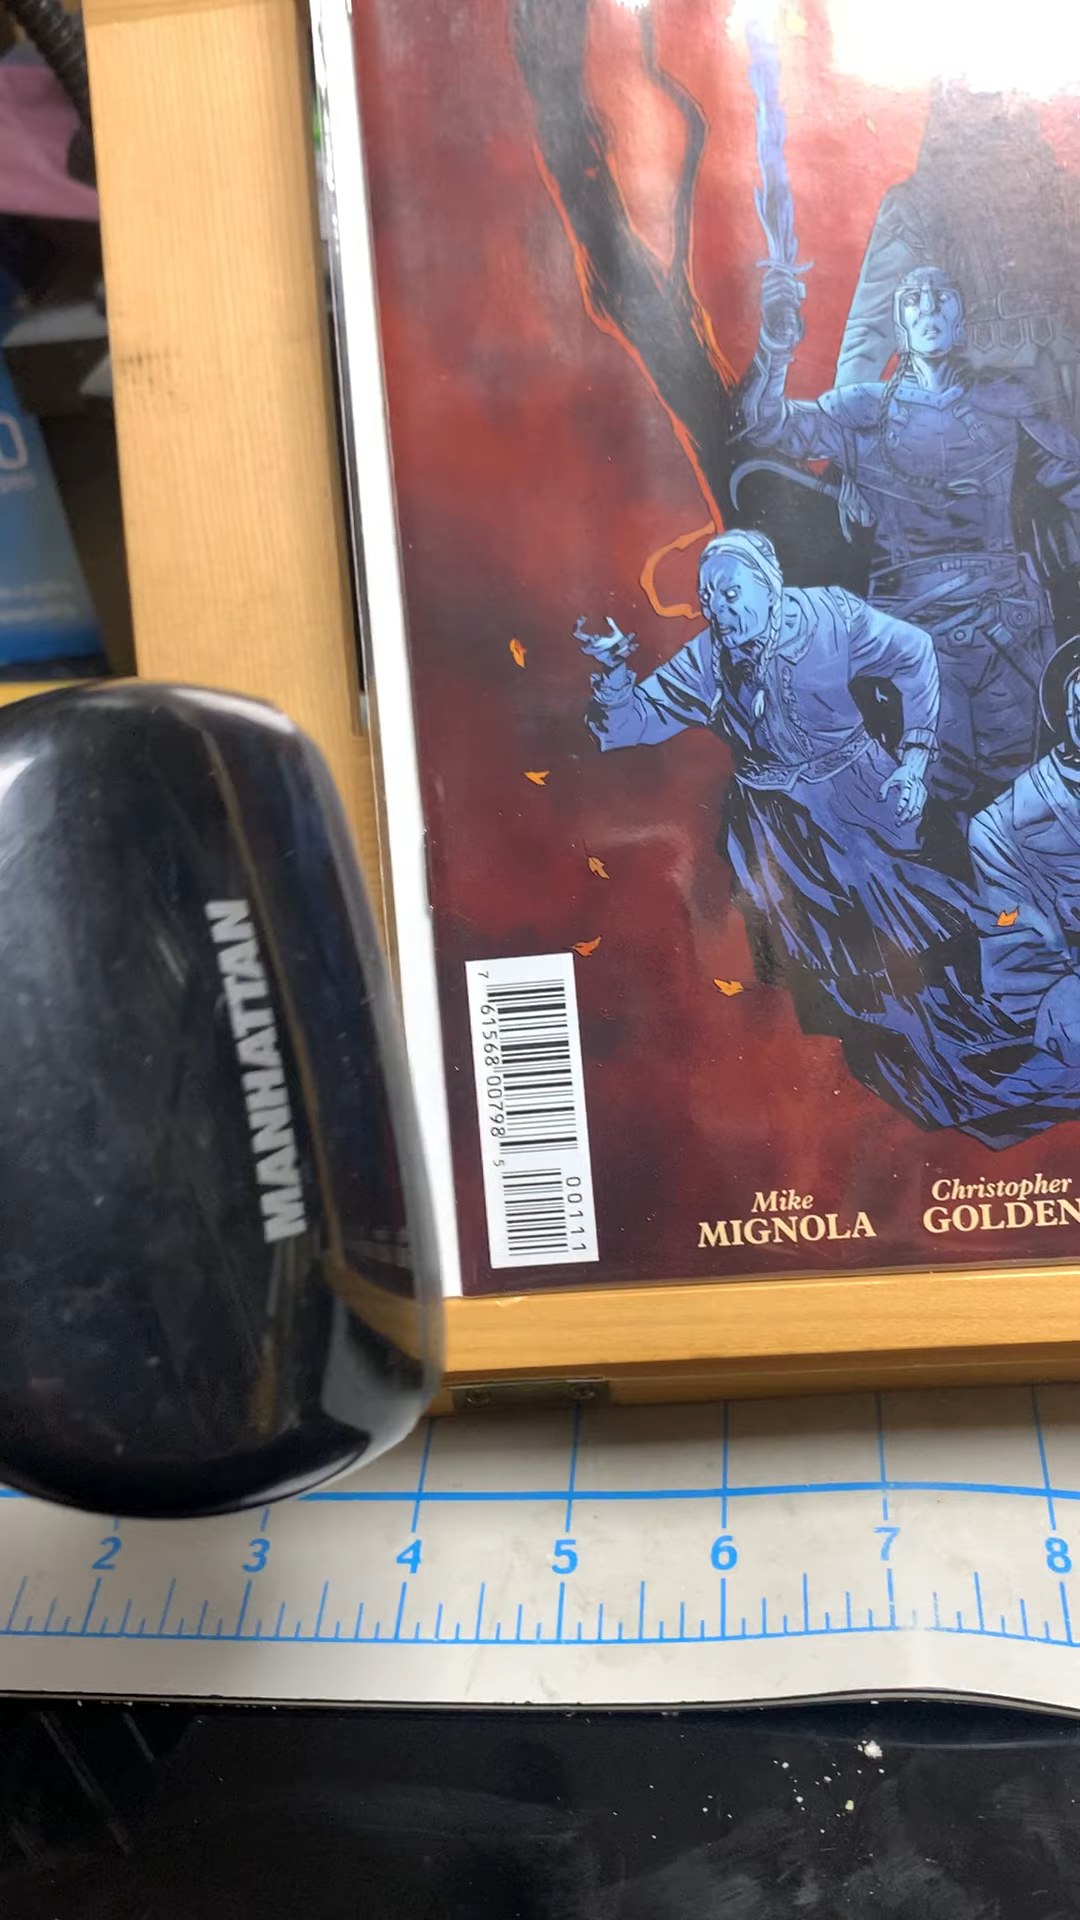 MANHATTAN
7 61568 00798 5
00111
Mike
MIGNOLA
Christopher
GOLDEN
2 3 4 5 6 7 8